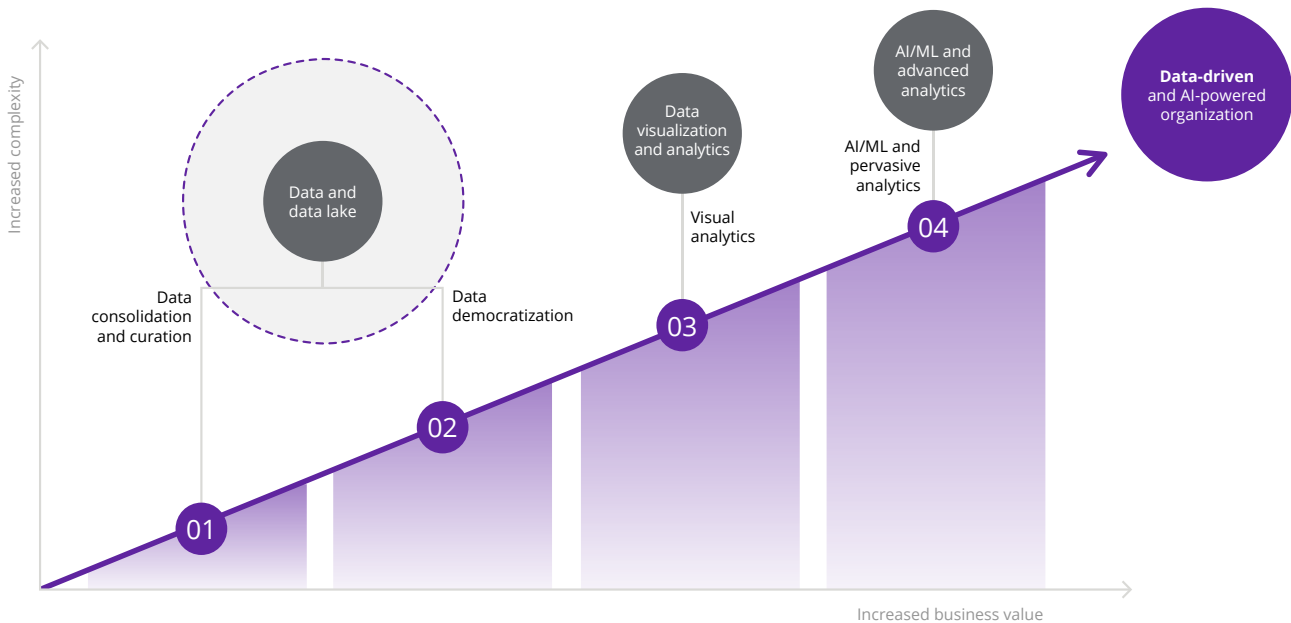 Increased complexity
Data and
data lake
Data
consolidation
and curation
Data
democratization
01
02
Data
visualization
and analytics
Visual
analytics
03
AI/ML and
advanced
analytics
AI/ML and
pervasive
analytics
04
Data-driven
and AI-powered
organization
Increased business value